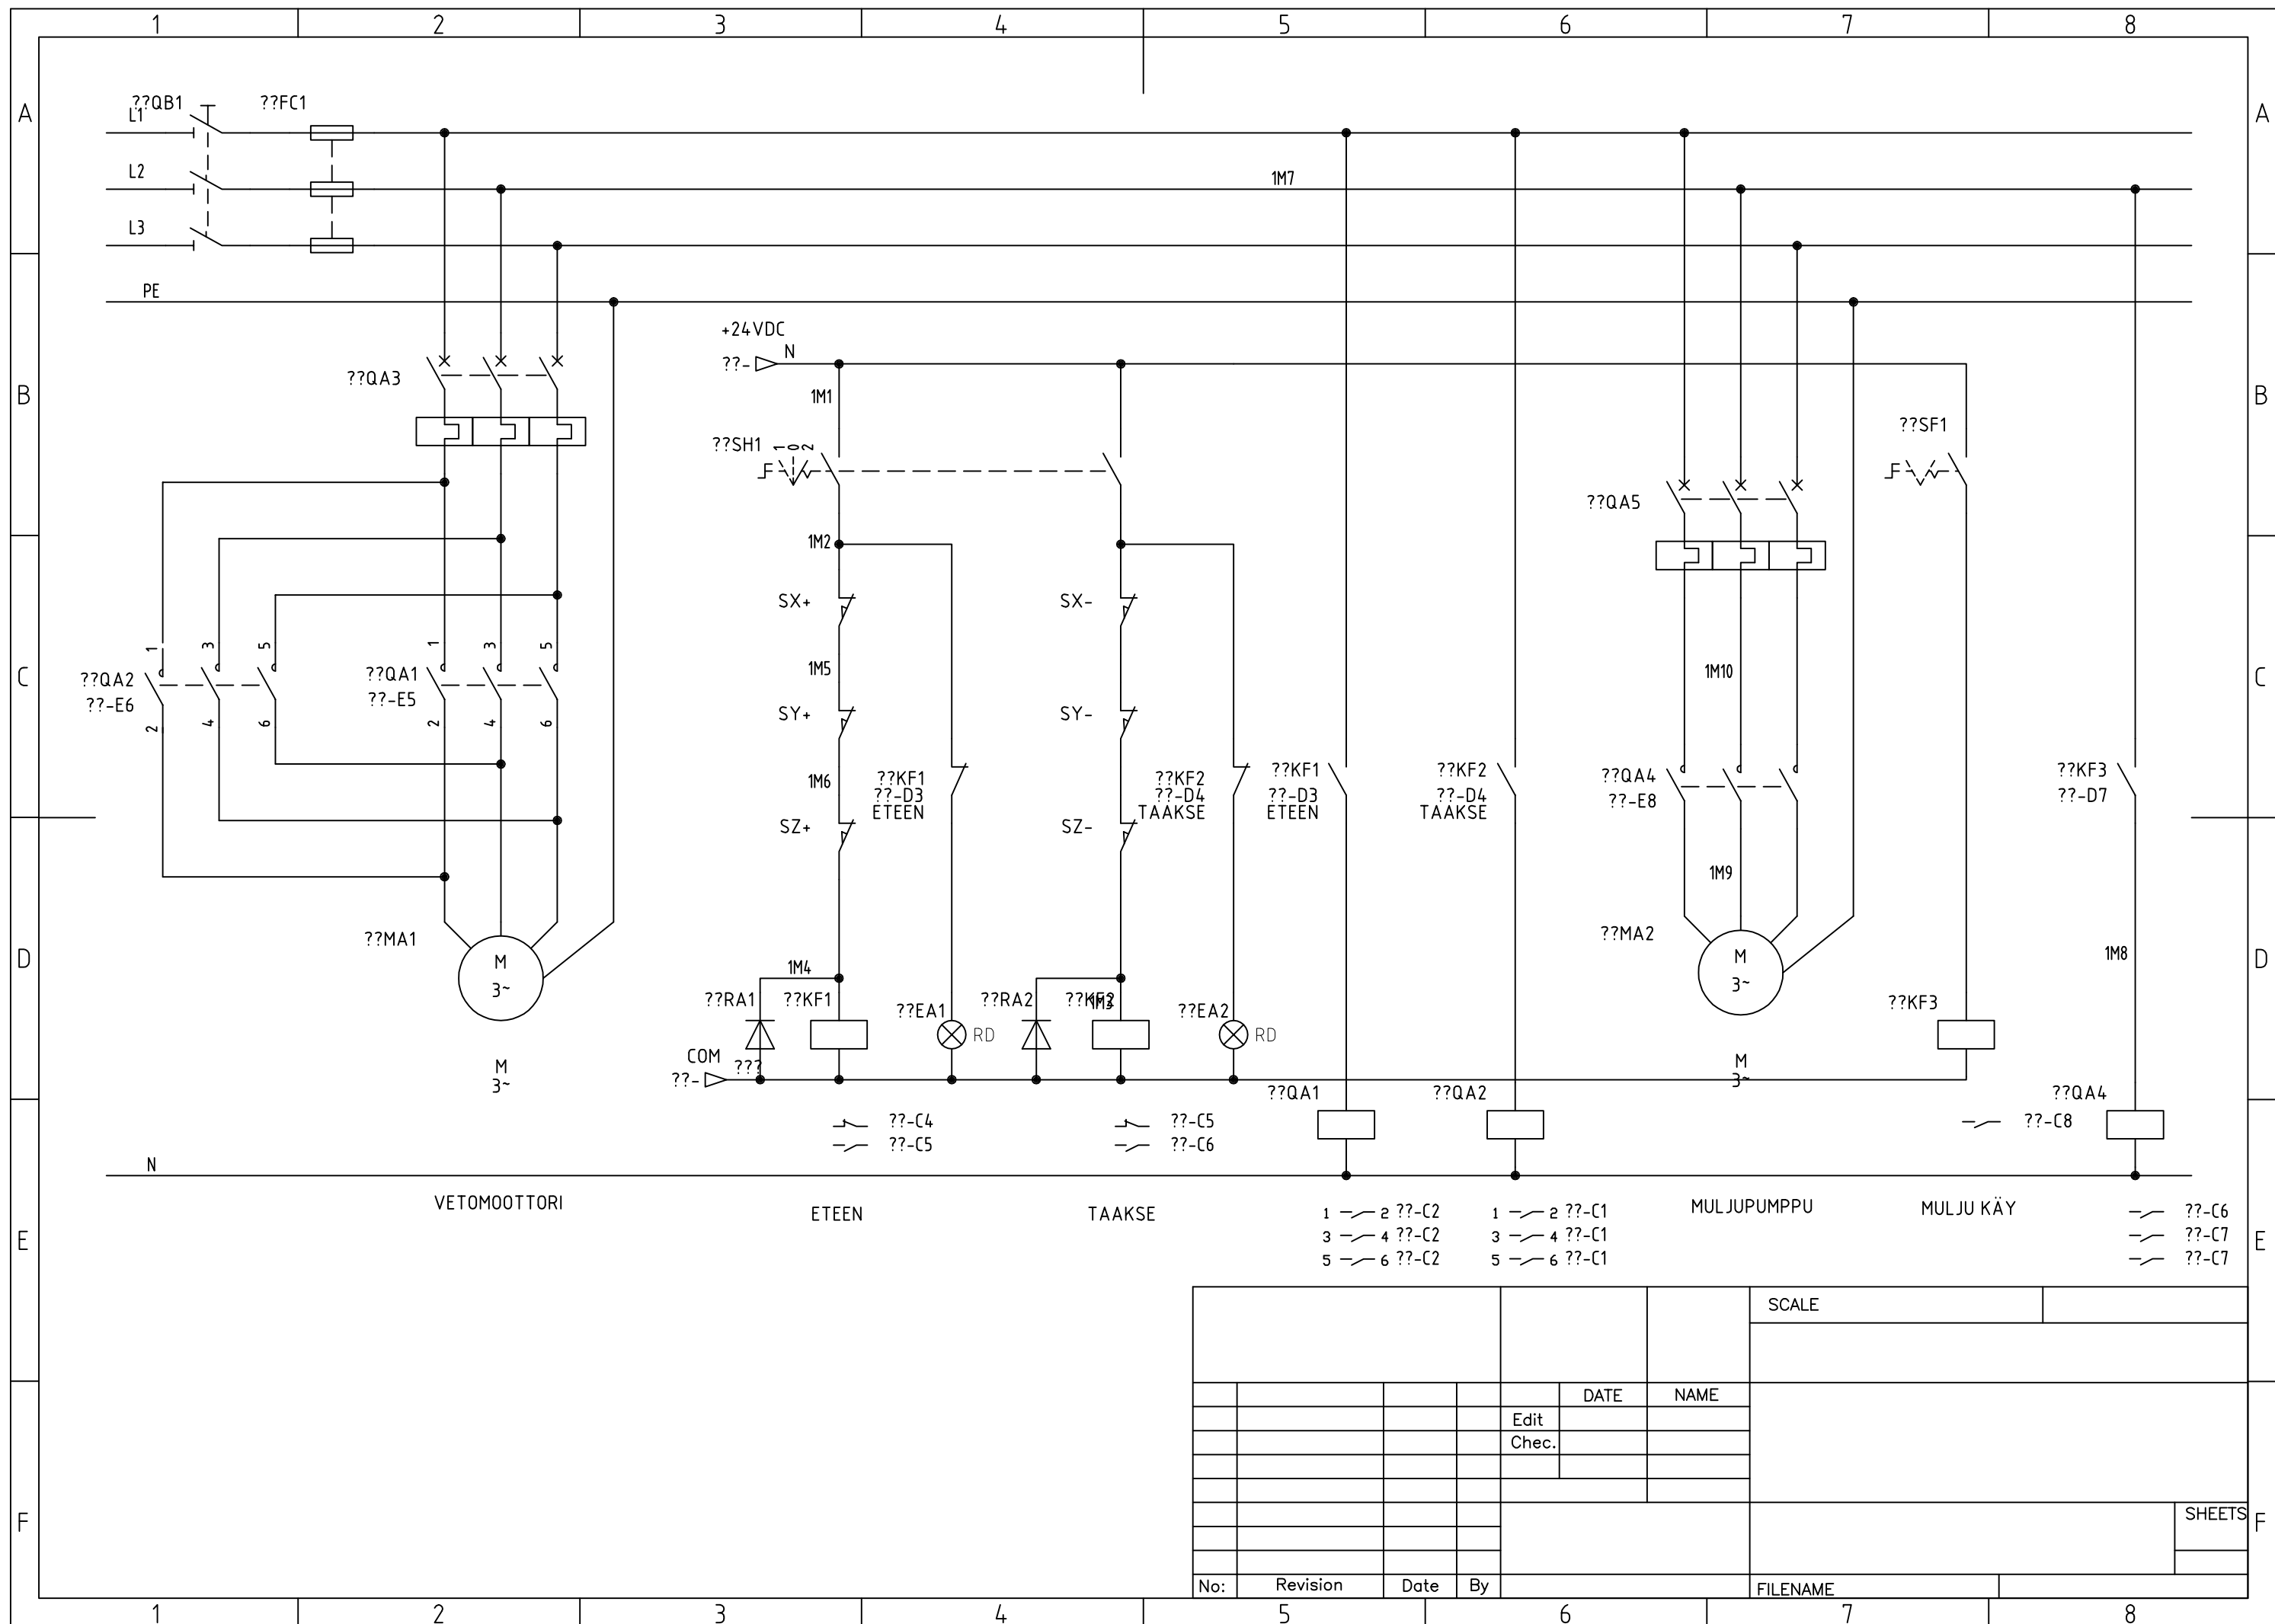 1 2 3 4 5 6 7 8
A A
??QB1 ??FC1
L1
L2 1M7
L3
PE
+24VDC
??- N
??QA3
B B
1M1
??SF1
??SH1 1 0 2
??QA5
1M2
SX+ SX-
1 3 5 1 3 5
C C
??QA2
??-E6
??QA1
??-E5
1M5
1M10
2 4 6 2 4 6
SY+ SY-
1M6
??KF1
??-D3
ETEEN
??KF2
??-D4
TAAKSE
??KF1
??-D3
ETEEN
??KF2
??-D4
TAAKSE
??QA4
??-E8
??KF3
??-D7
SZ+ SZ-
1M9
??MA1 ??MA2
D D
M
3~
M
3~
1M8
1M4
??RA1 ??KF1 ??EA1 ??RA2 ??KF2 1M3 ??EA2 ??KF3
RD RD
COM ???
??-
M
3~
M
3~
??QA1 ??QA2 ??QA4
??-C4 ??-C5 ??-C8
??-C5 ??-C6
N
VETOMOOTTORI ETEEN TAAKSE MULJUPUMPPU MULJU KÄY
1 2 ??-C2 1 2 ??-C1 ??-C6
3 4 ??-C2 3 4 ??-C1 ??-C7
5 6 ??-C2 5 6 ??-C1 ??-C7
E E
SCALE
DATE NAME
Edit
Chec.
SHEETS
F F
No: Revision Date By FILENAME
1 2 3 4 5 6 7 8